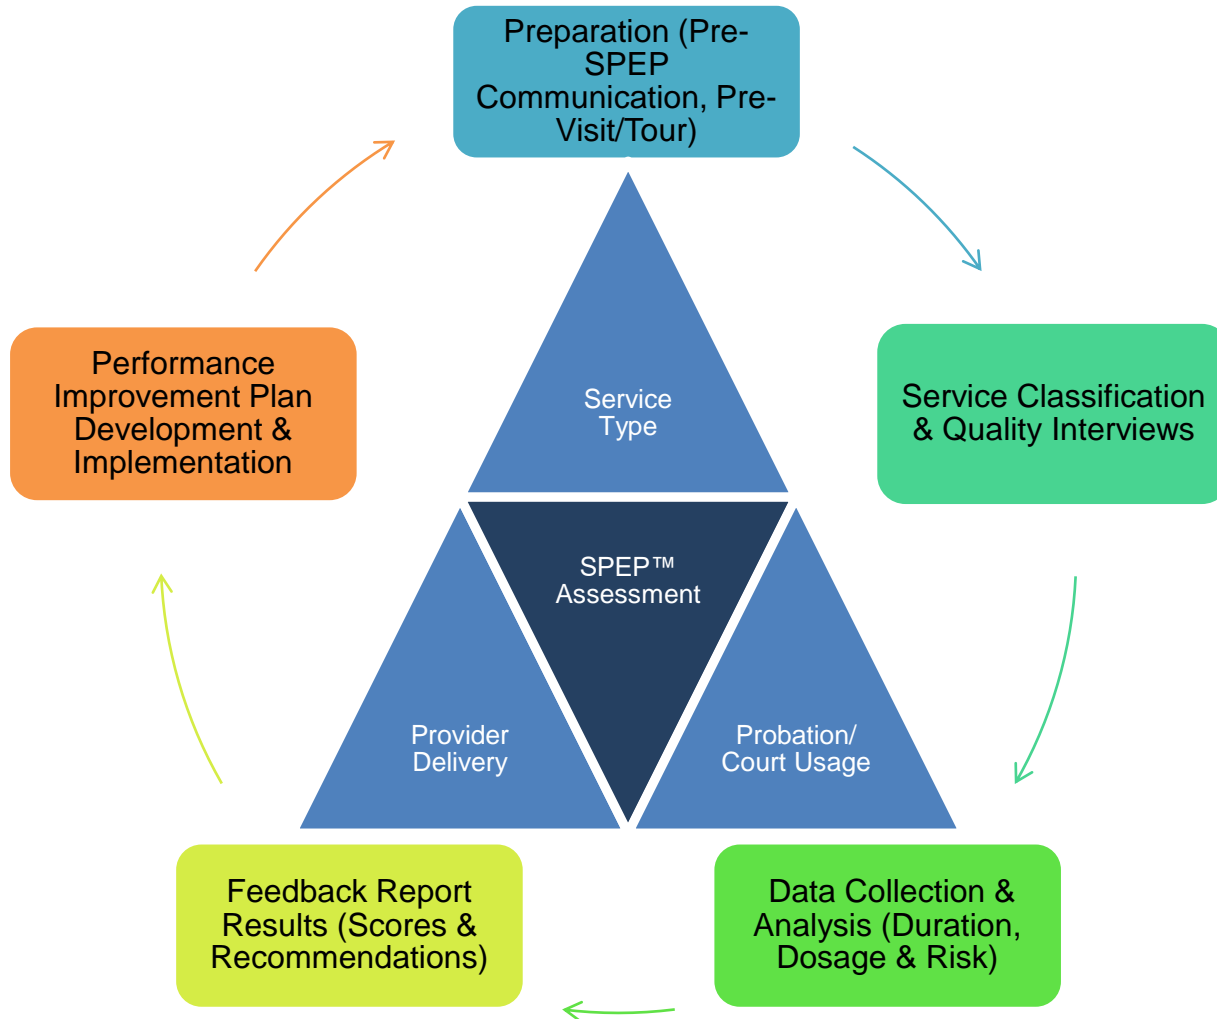 Preparation (Pre-
SPEP
Communication, Pre-
Visit/Tour)
Service Classification
& Quality Interviews
Data Collection &
Analysis (Duration,
Dosage & Risk)
Feedback Report
Results (Scores &
Recommendations)
Performance
Improvement Plan
Development &
Implementation
Service
Type
SPEP™
Assessment
Provider
Delivery
Probation/
Court Usage